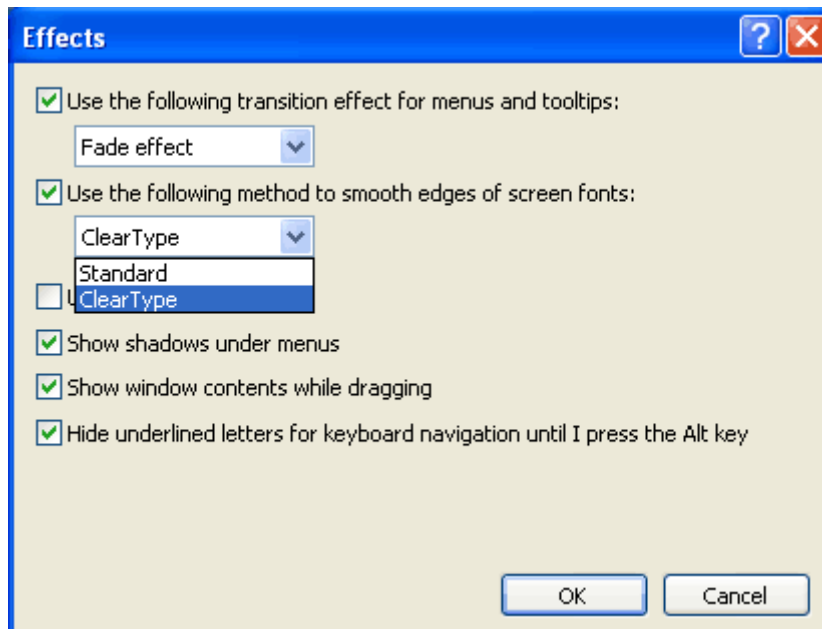 Effects
Use the following transition effect for menus and tooltips:
Fade effect
Use the following method to smooth edges of screen fonts:
ClearType
Standard
ClearType
Show shadows under menus
Show window contents while dragging
Hide underlined letters for keyboard navigation until I press the Alt key
OK Cancel